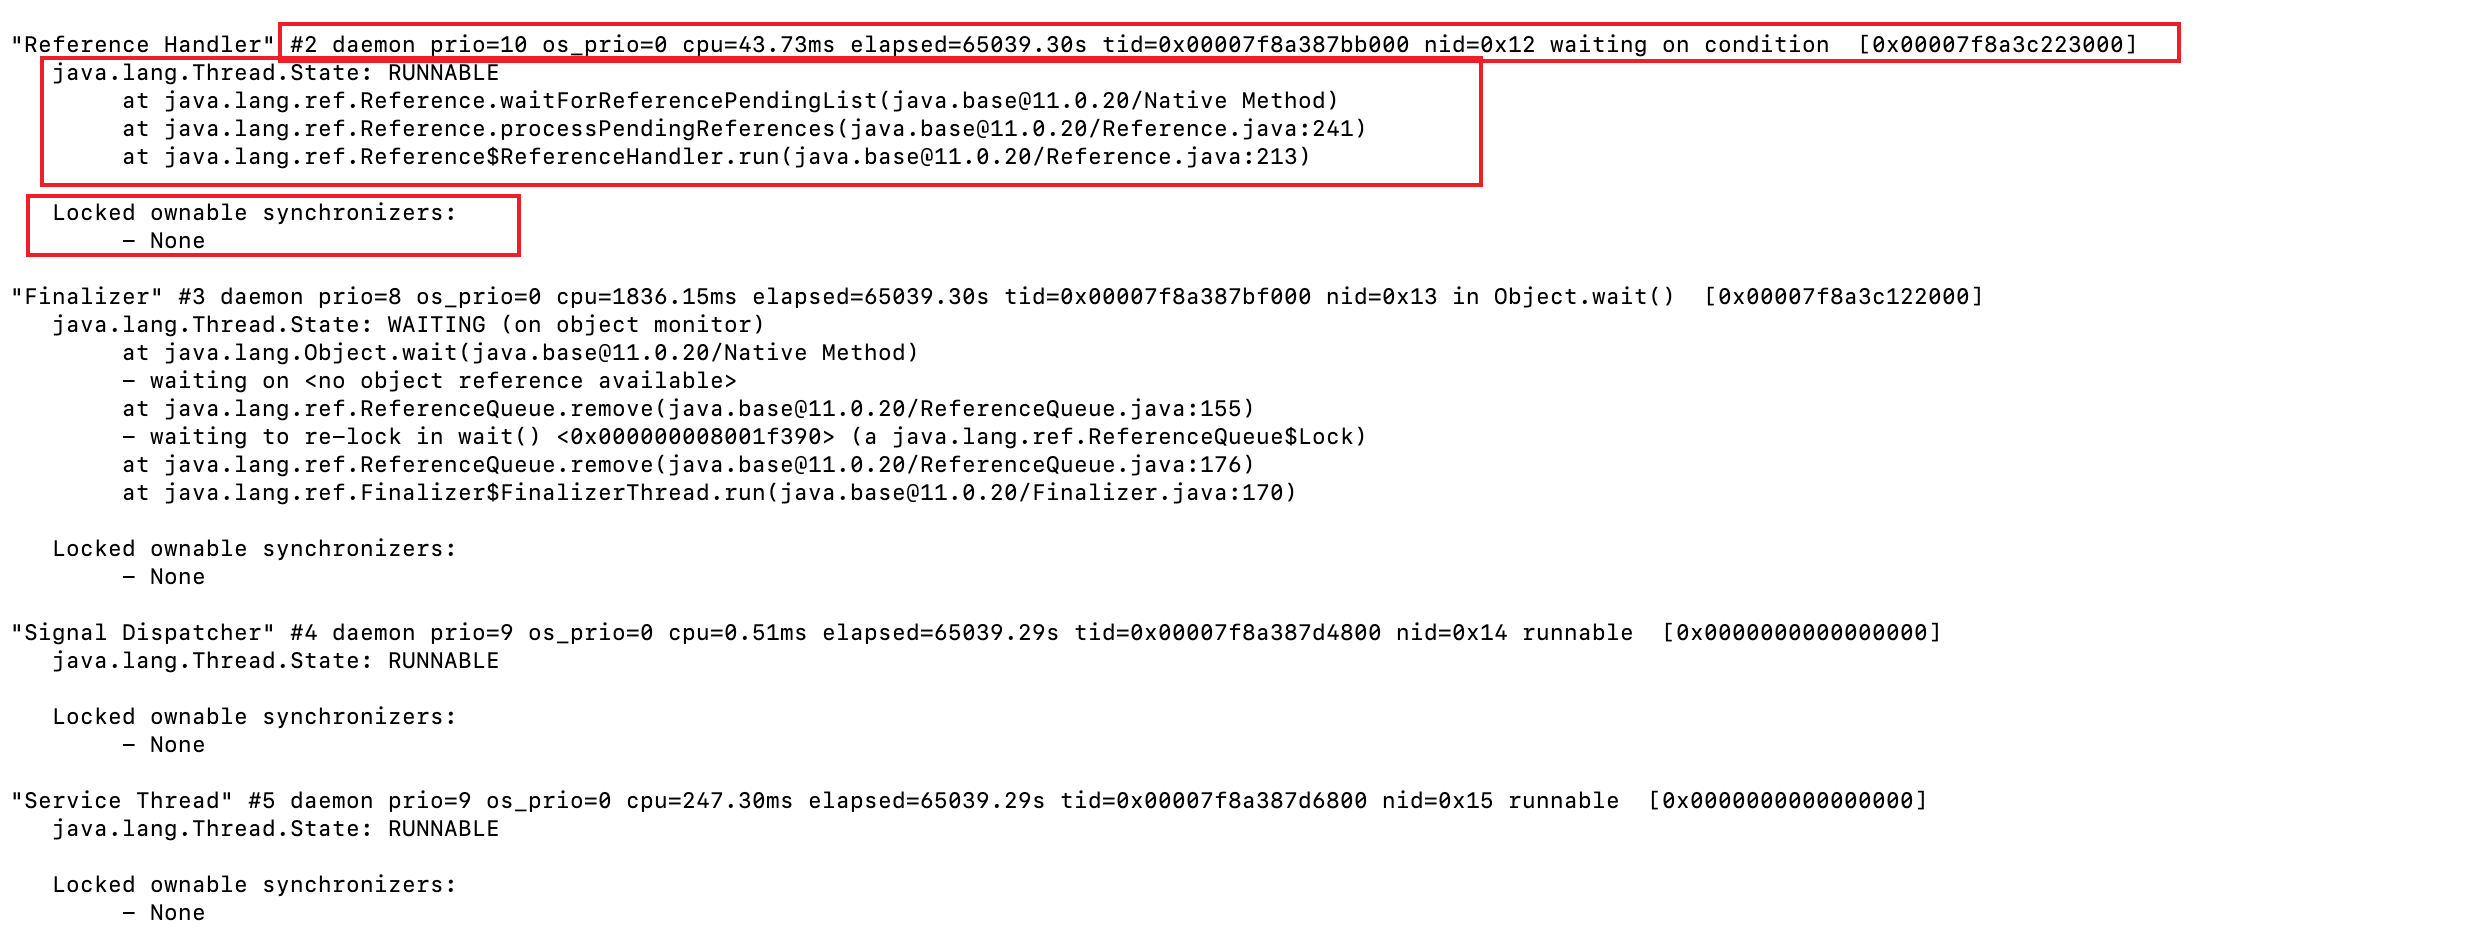 "Reference Handler" #2 daemon prio=10 os_prio=0 cpu=43.73ms elapsed=65039.30s tid=0x00007f8a387bb000 nid=0x12 waiting on condition  [0x00007f8a3c223000]
   java.lang.Thread.State: RUNNABLE
        at java.lang.ref.Reference.waitForReferencePendingList(java.base@11.0.20/Native Method)
        at java.lang.ref.Reference.processPendingReferences(java.base@11.0.20/Reference.java:241)
        at java.lang.ref.Reference$ReferenceHandler.run(java.base@11.0.20/Reference.java:213)

   Locked ownable synchronizers:
        - None

"Finalizer" #3 daemon prio=8 os_prio=0 cpu=1836.15ms elapsed=65039.30s tid=0x00007f8a387bf000 nid=0x13 in Object.wait()  [0x00007f8a3c122000]
   java.lang.Thread.State: WAITING (on object monitor)
        at java.lang.Object.wait(java.base@11.0.20/Native Method)
        - waiting on <no object reference available>
        at java.lang.ref.ReferenceQueue.remove(java.base@11.0.20/ReferenceQueue.java:155)
        - waiting to re-lock in wait() <0x000000008001f390> (a java.lang.ref.ReferenceQueue$Lock)
        at java.lang.ref.ReferenceQueue.remove(java.base@11.0.20/ReferenceQueue.java:176)
        at java.lang.ref.Finalizer$FinalizerThread.run(java.base@11.0.20/Finalizer.java:170)

   Locked ownable synchronizers:
        - None

"Signal Dispatcher" #4 daemon prio=9 os_prio=0 cpu=0.51ms elapsed=65039.29s tid=0x00007f8a387d4800 nid=0x14 runnable  [0x0000000000000000]
   java.lang.Thread.State: RUNNABLE

   Locked ownable synchronizers:
        - None

"Service Thread" #5 daemon prio=9 os_prio=0 cpu=247.30ms elapsed=65039.29s tid=0x00007f8a387d6800 nid=0x15 runnable  [0x0000000000000000]
   java.lang.Thread.State: RUNNABLE

   Locked ownable synchronizers:
        - None